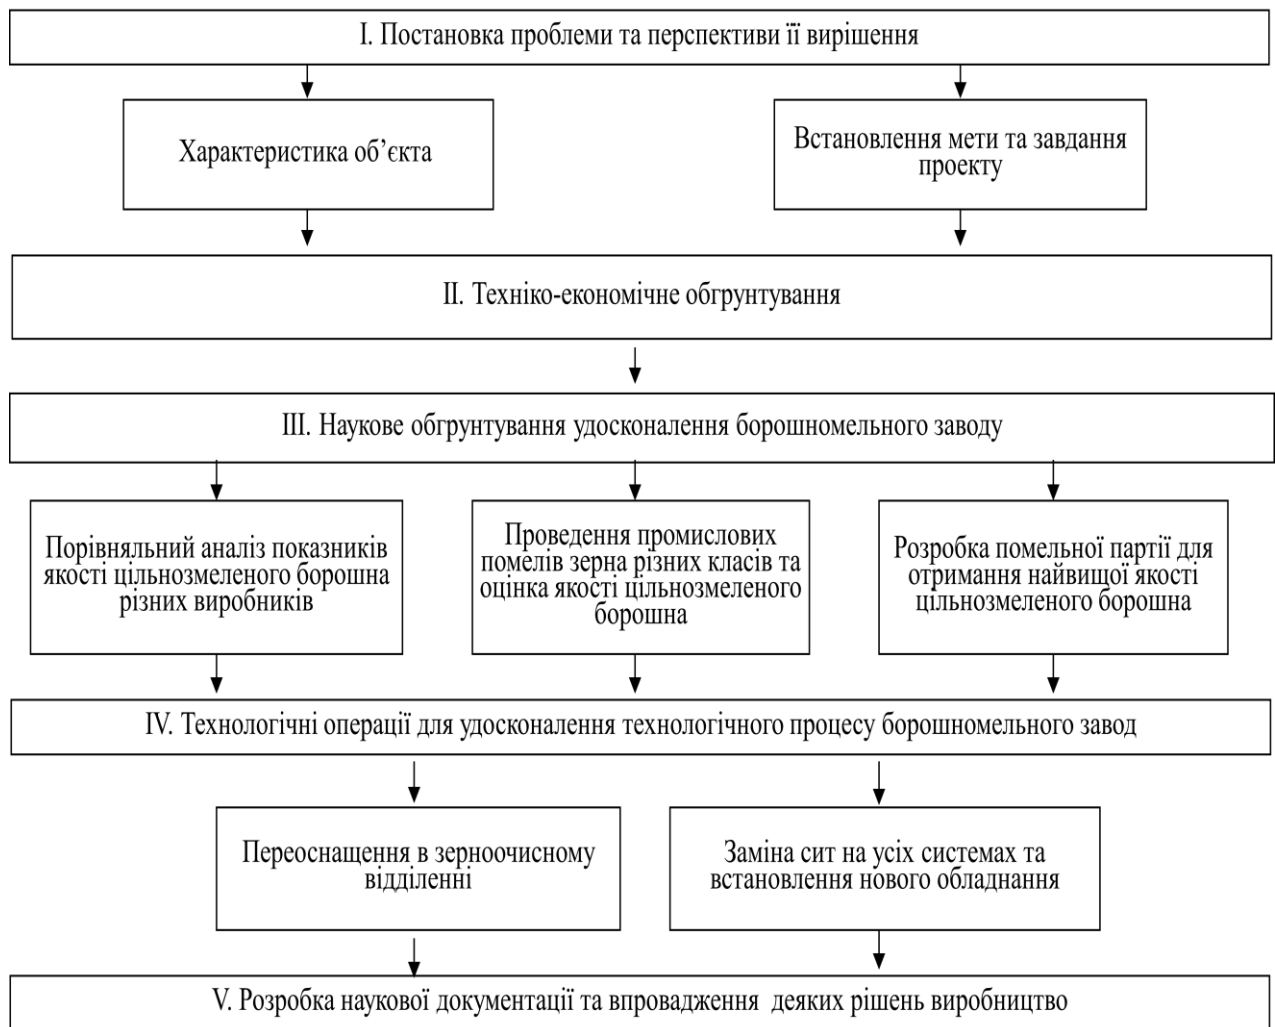 I. Постановка проблеми та перспективи її вирішення
Характеристика об’єкта
Встановлення мети та завдання
проекту
II. Техніко-економічне обгрунтування
III. Наукове обгрунтування удосконалення борошномельного заводу
Порівняльний аналіз показників
якості цільнозмеленого борошна
різних виробників
Проведення промислових
помелів зерна різних класів та
оцінка якості цільнозмеленого
борошна
Розробка помельної партії для
отримання найвищої якості
цільнозмеленого борошна
IV. Технологічні операції для удосконалення технологічного процесу борошномельного завод
Переоснащення в зерноочисному
відділенні
Заміна сит на усіх системах та
встановлення нового обладнання
V. Розробка наукової документації та впровадження деяких рішень виробництво